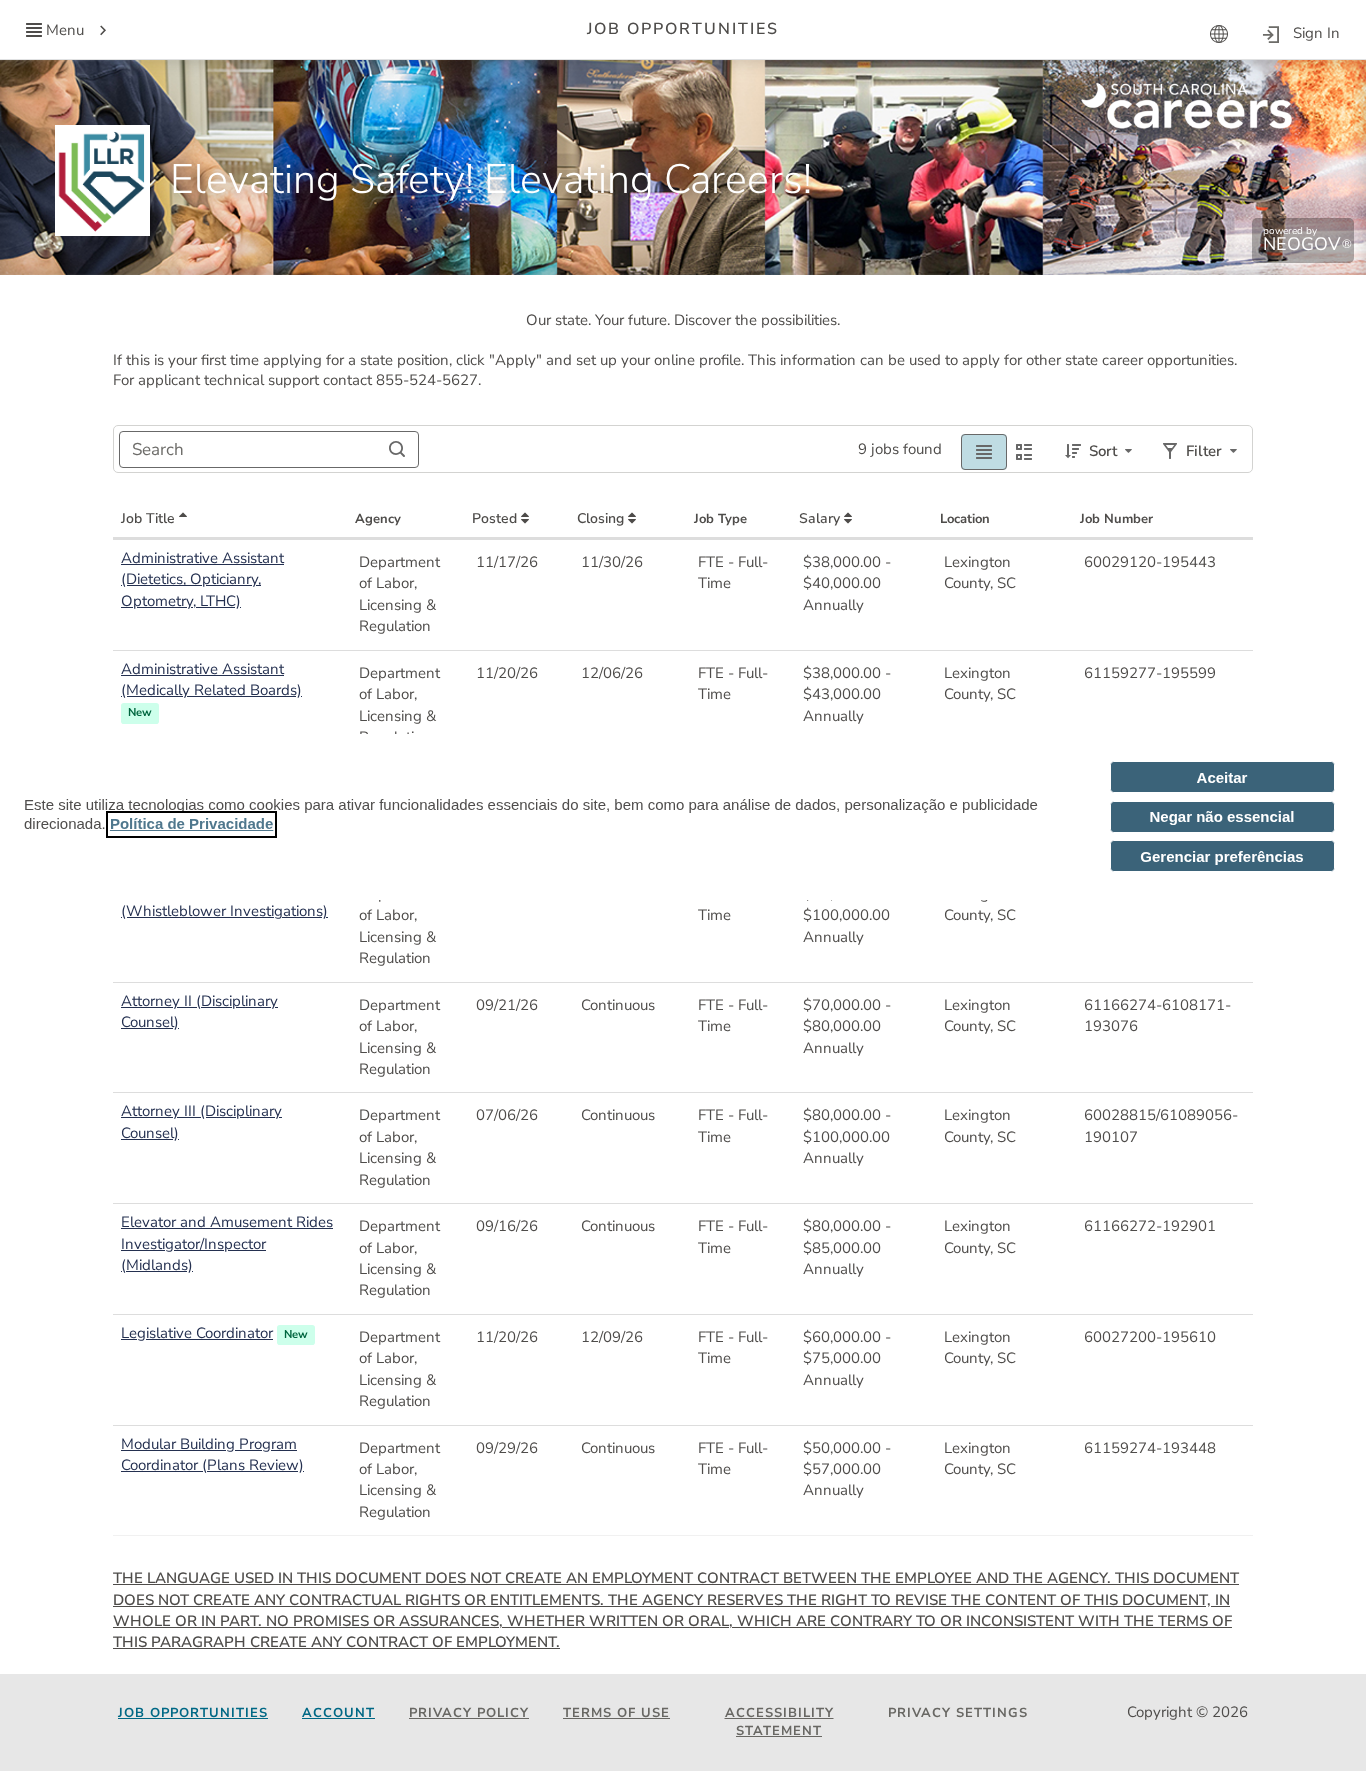 Menu
JOB OPPORTUNITIES
Sign In
SOUTH CAROLINA
careers
LLR
Elevating Safety! Elevating Careers!
powered by
NEOGOV®
Our state. Your future. Discover the possibilities.
If this is your first time applying for a state position, click "Apply" and set up your online profile. This information can be used to apply for other state career opportunities.
For applicant technical support contact 855-524-5627.
Search
9 jobs found
Sort
Filter
Job Title Agency Posted Closing Job Type Salary Location Job Number
Administrative Assistant Department 11/17/26 11/30/26 FTE - Full- $38,000.00 - Lexington 60029120-195443
(Dietetics, Opticianry, of Labor, Time $40,000.00 County, SC
Optometry, LTHC) Licensing & Annually
Regulation
Administrative Assistant Department 11/20/26 12/06/26 FTE - Full- $38,000.00 - Lexington 61159277-195599
(Medically Related Boards) of Labor, Time $43,000.00 County, SC
New Licensing & Annually
Este site utiliza tecnologias como cookies para ativar funcionalidades essenciais do site, bem como para análise de dados, personalização e publicidade
direcionada. Política de Privacidade
Aceitar
Negar não essencial
Gerenciar preferências
(Whistleblower Investigations) of Labor, Time $100,000.00 County, SC
Licensing & Annually
Regulation
Attorney II (Disciplinary Department 09/21/26 Continuous FTE - Full- $70,000.00 - Lexington 61166274-6108171-
Counsel) of Labor, Time $80,000.00 County, SC 193076
Licensing & Annually
Regulation
Attorney III (Disciplinary Department 07/06/26 Continuous FTE - Full- $80,000.00 - Lexington 60028815/61089056-
Counsel) of Labor, Time $100,000.00 County, SC 190107
Licensing & Annually
Regulation
Elevator and Amusement Rides Department 09/16/26 Continuous FTE - Full- $80,000.00 - Lexington 61166272-192901
Investigator/Inspector of Labor, Time $85,000.00 County, SC
(Midlands) Licensing & Annually
Regulation
Legislative Coordinator New Department 11/20/26 12/09/26 FTE - Full- $60,000.00 - Lexington 60027200-195610
of Labor, Time $75,000.00 County, SC
Licensing & Annually
Regulation
Modular Building Program Department 09/29/26 Continuous FTE - Full- $50,000.00 - Lexington 61159274-193448
Coordinator (Plans Review) of Labor, Time $57,000.00 County, SC
Licensing & Annually
Regulation
THE LANGUAGE USED IN THIS DOCUMENT DOES NOT CREATE AN EMPLOYMENT CONTRACT BETWEEN THE EMPLOYEE AND THE AGENCY. THIS DOCUMENT
DOES NOT CREATE ANY CONTRACTUAL RIGHTS OR ENTITLEMENTS. THE AGENCY RESERVES THE RIGHT TO REVISE THE CONTENT OF THIS DOCUMENT, IN
WHOLE OR IN PART. NO PROMISES OR ASSURANCES, WHETHER WRITTEN OR ORAL, WHICH ARE CONTRARY TO OR INCONSISTENT WITH THE TERMS OF
THIS PARAGRAPH CREATE ANY CONTRACT OF EMPLOYMENT.
JOB OPPORTUNITIES ACCOUNT PRIVACY POLICY TERMS OF USE ACCESSIBILITY PRIVACY SETTINGS Copyright © 2026
STATEMENT